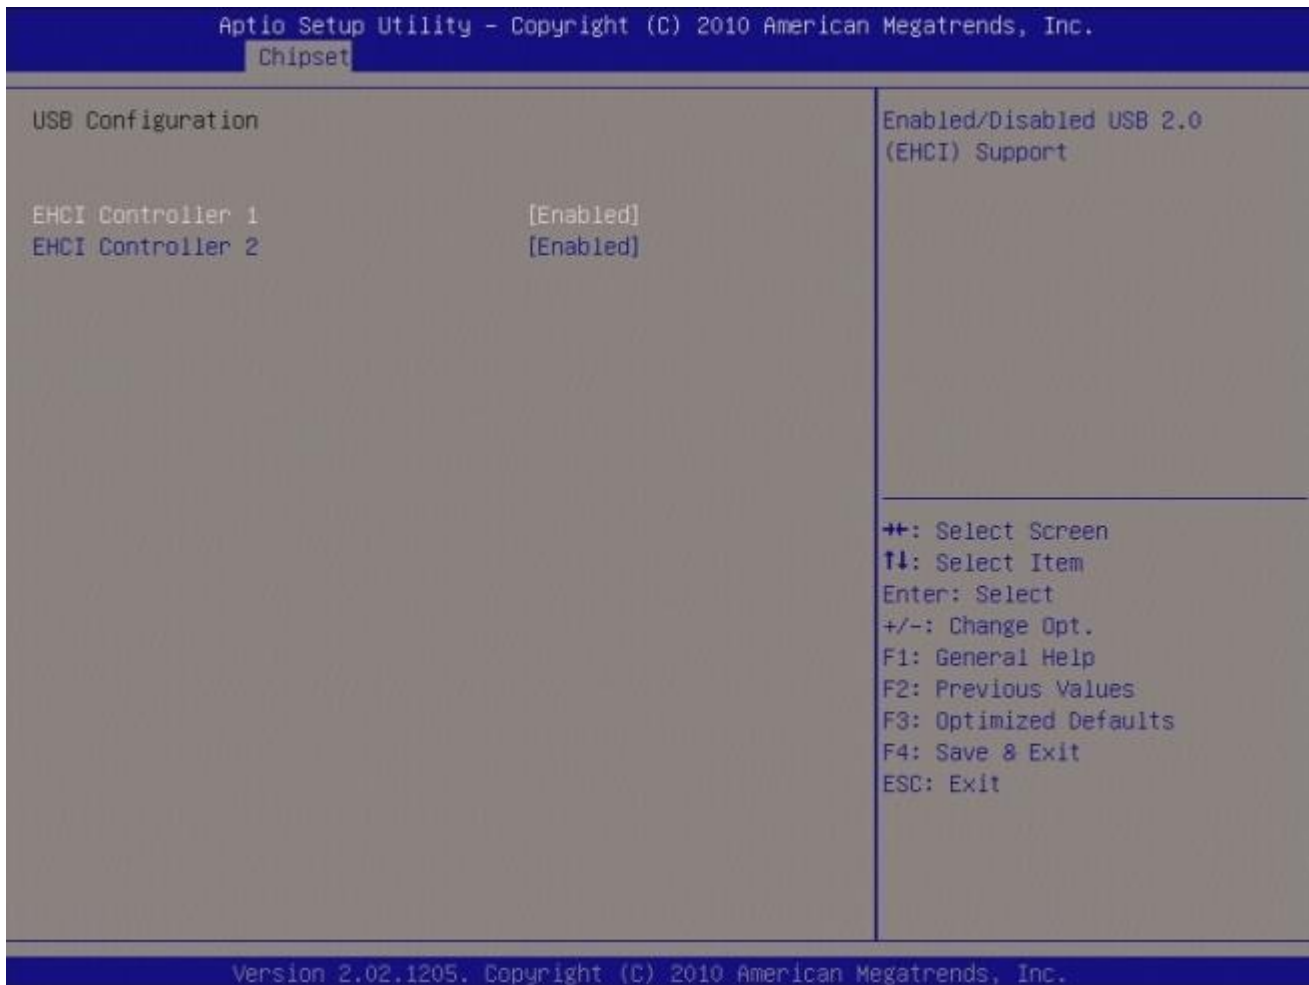 Aptio Setup Utility – Copyright (C) 2010 American Megatrends, Inc.
Chipset
USB Configuration
EHCI Controller 1 [Enabled]
EHCI Controller 2 [Enabled]
Enabled/Disabled USB 2.0
(EHCI) Support
→←: Select Screen
↑↓: Select Item
Enter: Select
+/-: Change Opt.
F1: General Help
F2: Previous Values
F3: Optimized Defaults
F4: Save & Exit
ESC: Exit
Version 2.02.1205. Copyright (C) 2010 American Megatrends, Inc.